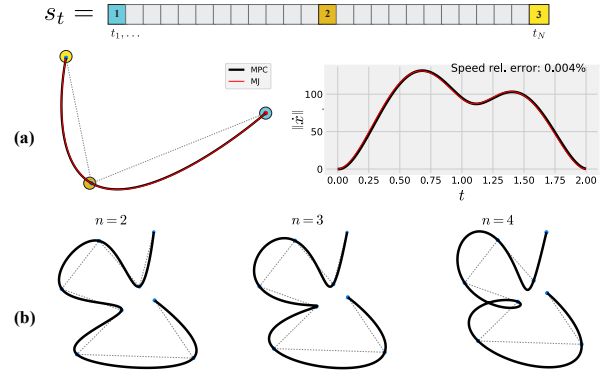 s_t = 1 2 3
t_1, ... t_N
(a)
MPC
MJ
Speed rel. error: 0.004%
100
50
0
||ẋ||
0.00 0.25 0.50 0.75 1.00 1.25 1.50 1.75 2.00
t
n = 2 n = 3 n = 4
(b)